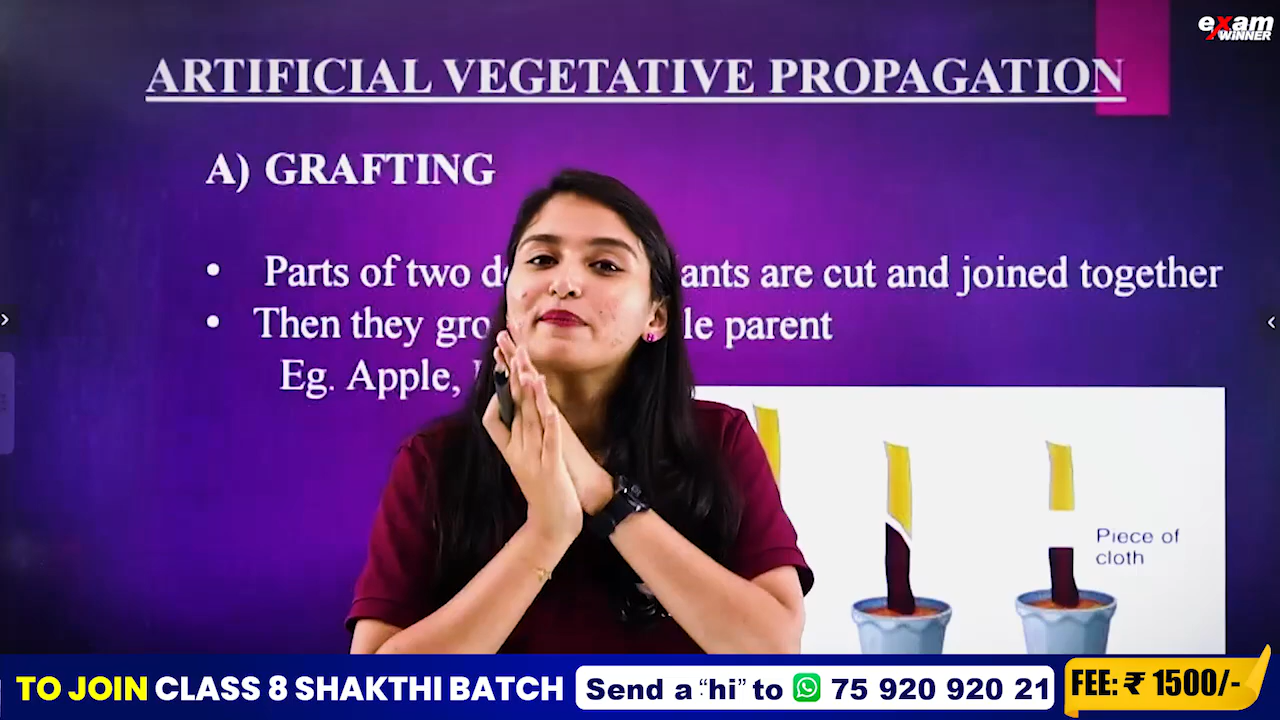 exam
WINNER
ARTIFICIAL VEGETATIVE PROPAGATION
A) GRAFTING
• Parts of two ants are cut and joined together
• Then they parent
Eg. Apple,
Piece of
cloth
TO JOIN CLASS 8 SHAKTHI BATCH Send a “hi” to 75 920 920 21 FEE: ₹ 1500/-